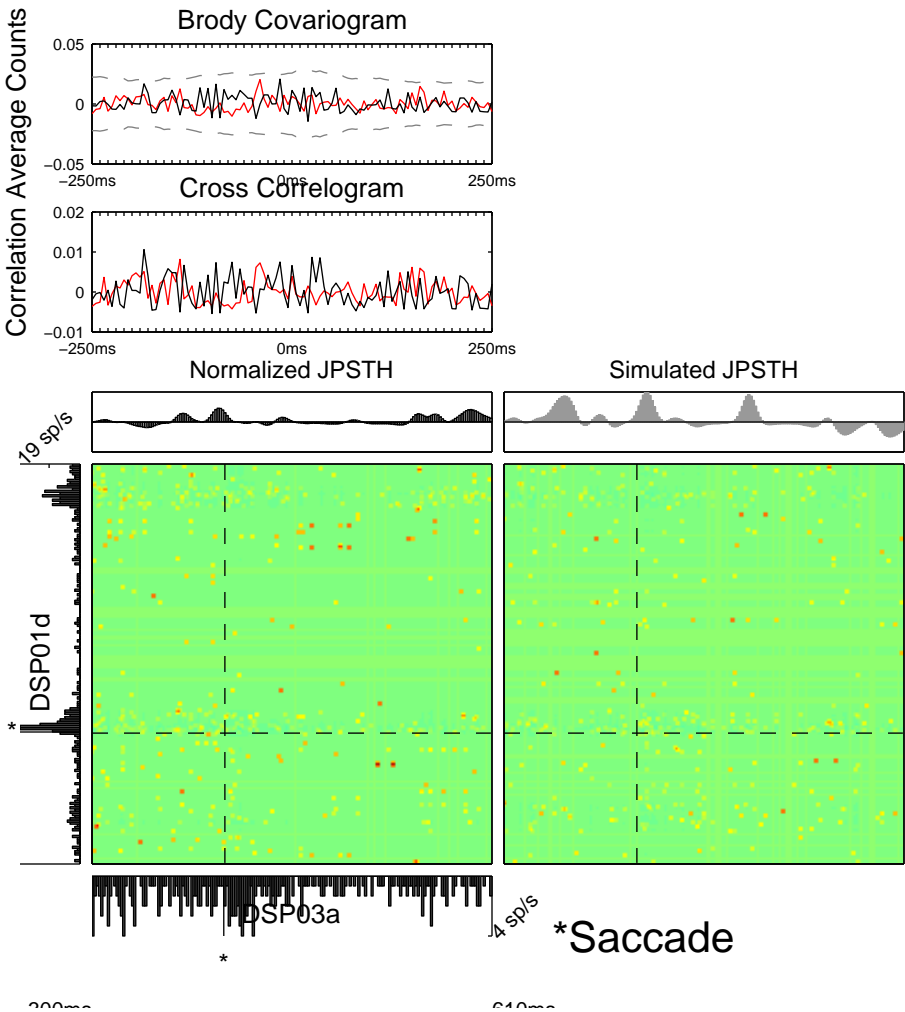 Brody Covariogram
Correlation Average Counts
0.05
0
−0.05
−250ms
0ms
250ms
Cross Correlogram
0.02
0.01
0
−0.01
−250ms
0ms
250ms
Normalized JPSTH
Simulated JPSTH
19 sp/s
DSP01d
*
DSP03a
4 sp/s
*
*Saccade